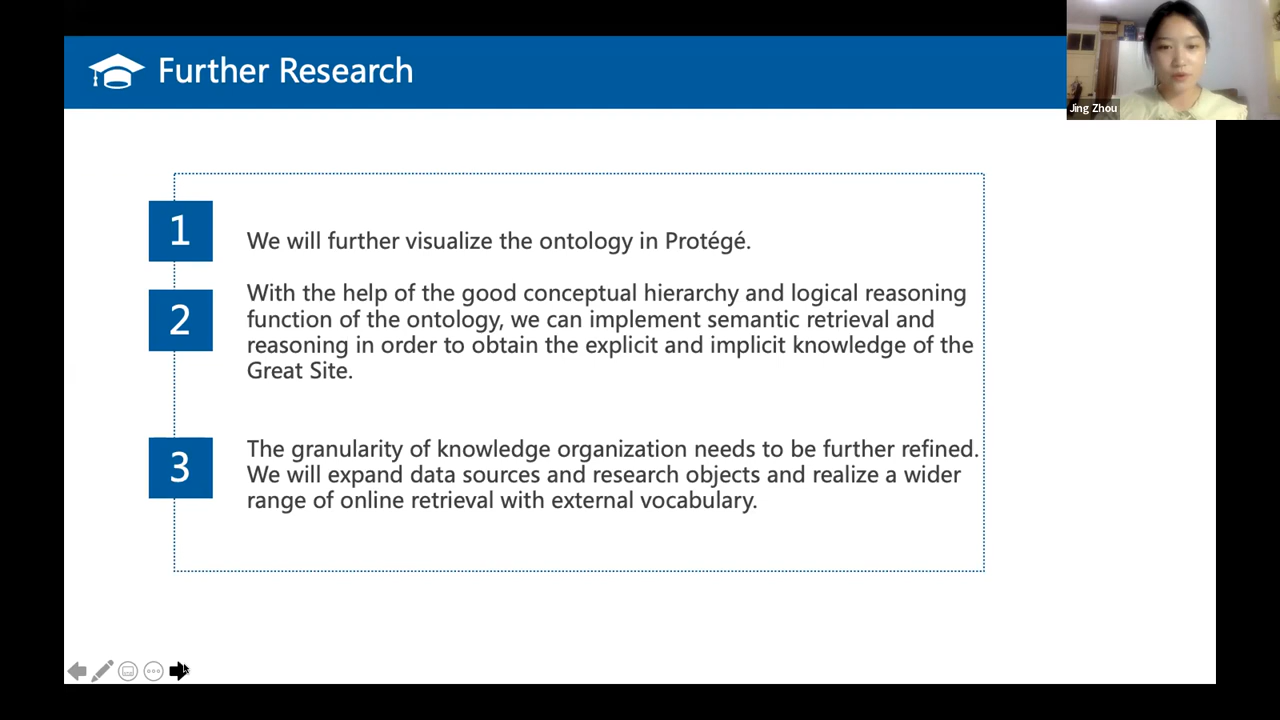 Further Research
Jing Zhou
1
We will further visualize the ontology in Protégé.
2
With the help of the good conceptual hierarchy and logical reasoning
function of the ontology, we can implement semantic retrieval and
reasoning in order to obtain the explicit and implicit knowledge of the
Great Site.
3
The granularity of knowledge organization needs to be further refined.
We will expand data sources and research objects and realize a wider
range of online retrieval with external vocabulary.